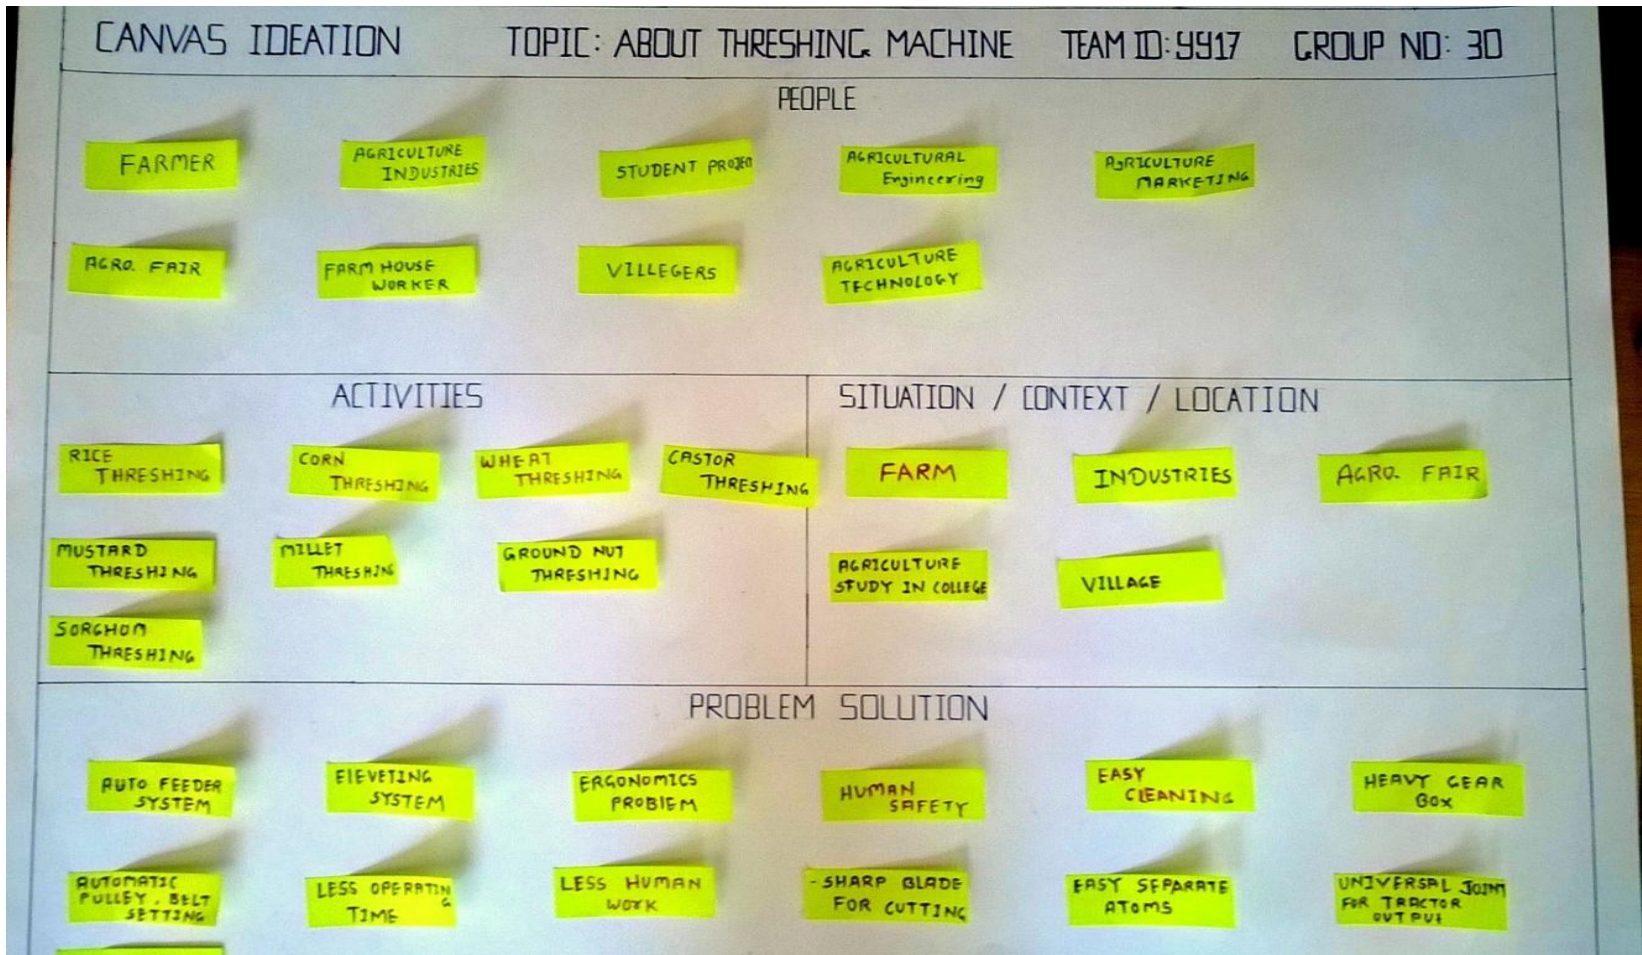 CANVAS IDEATION TOPIC: ABOUT THRESHING MACHINE TEAM ID:9917 GROUP NO: 30
PEOPLE
FARMER
AGRICULTURE
INDUSTRIES
STUDENT PROJECT
AGRICULTURAL
Engineering
AGRICULTURE
MARKETING
AGRO. FAIR
FARM HOUSE
WORKER
VILLEGERS
AGRICULTURE
TECHNOLOGY
ACTIVITIES
RICE
THRESHING
CORN
THRESHING
WHEAT
THRESHING
CASTOR
THRESHING
MUSTARD
THRESHING
MILLET
THRESHING
GROUND NUT
THRESHING
SORGHUM
THRESHING
SITUATION / CONTEXT / LOCATION
FARM
INDUSTRIES
AGRO. FAIR
AGRICULTURE
STUDY IN COLLEGE
VILLAGE
PROBLEM SOLUTION
AUTO FEEDER
SYSTEM
ElEVETING
SYSTEM
ERGONOMICS
PROBlEM
HUMAN
SAFETY
EASY
CLEANING
HEAVY GEAR
BOX
AUTOMATIC
PULLEY, BELT
SETTING
LESS OPERATING
TIME
LESS HUMAN
WORK
- SHARP BLADE
FOR CUTTING
EASY SEPARATE
ATOMS
UNIVERSAL JOINT
FOR TRACTOR
OUTPUT